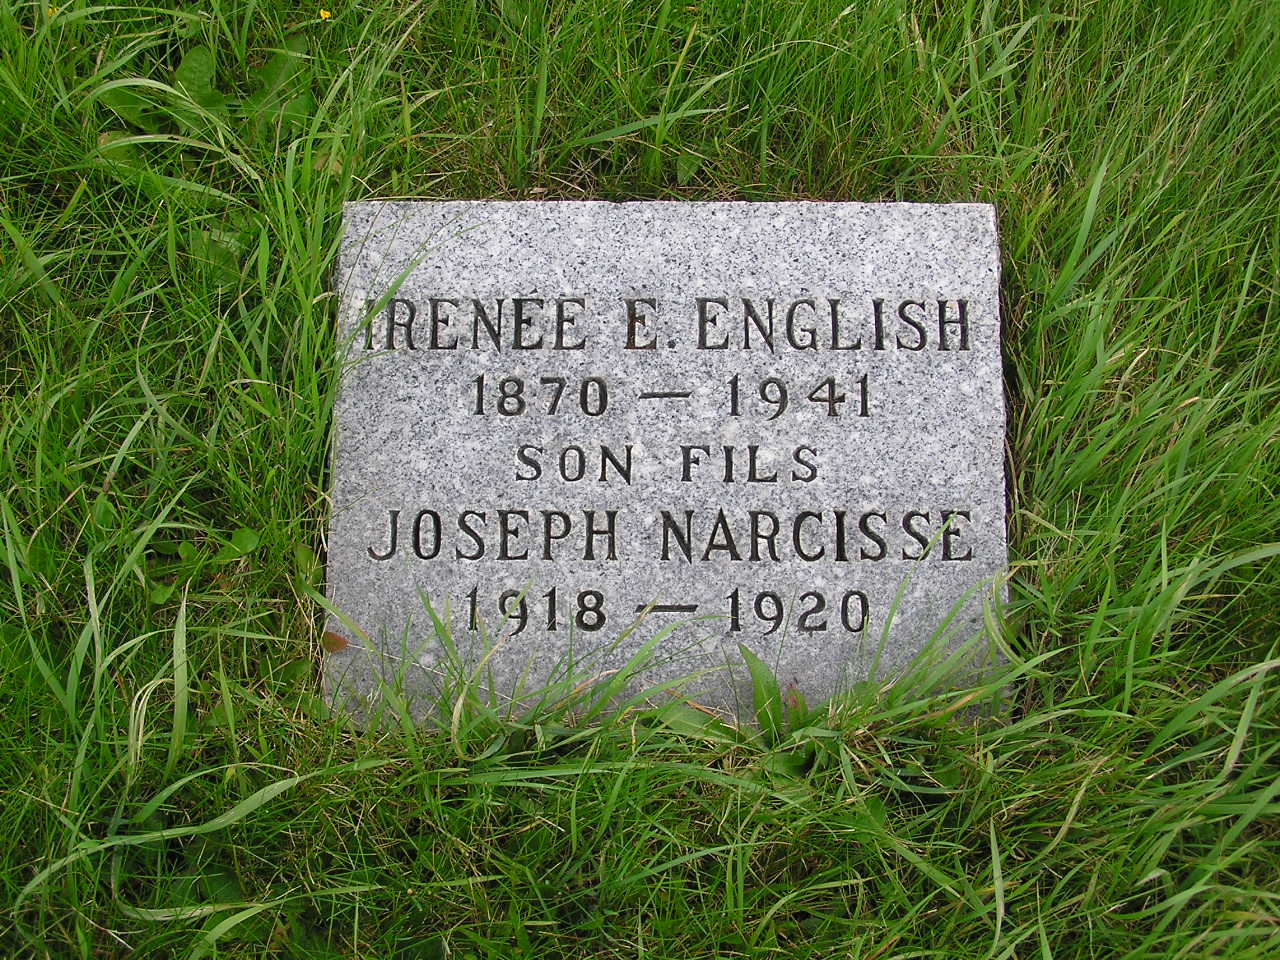 IRENÉE E. ENGLISH
1870 — 1941
SON FILS
JOSEPH NARCISSE
1918 — 1920